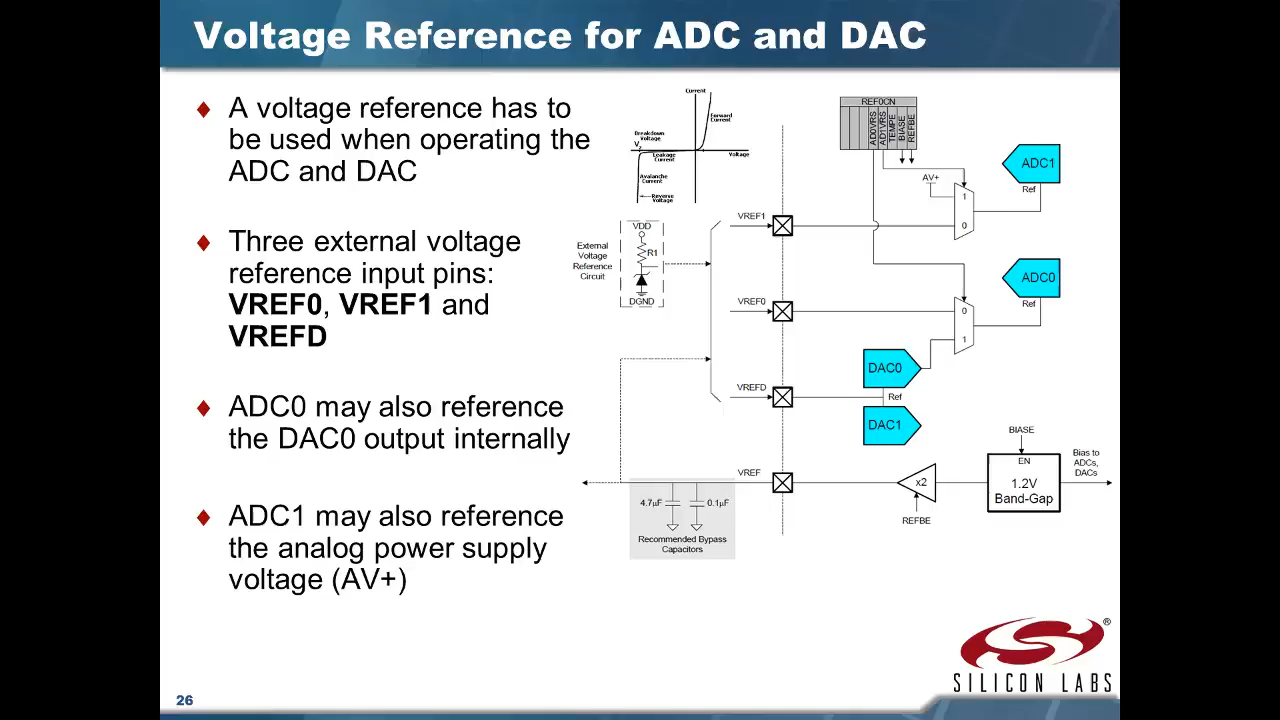 Voltage Reference for ADC and DAC
A voltage reference has to
be used when operating the
ADC and DAC
Three external voltage
reference input pins:
VREF0, VREF1 and
VREFD
ADC0 may also reference
the DAC0 output internally
ADC1 may also reference
the analog power supply
voltage (AV+)
Current
Forward
Current
Breakdown
Voltage
Leakage
Current
Voltage
Avalanche
Current
Reverse
Voltage
REF0CN
AD0VRS
AD1VRS
TEMPE
BIASE
REFBE
ADC1
Ref
AV+
1
0
VREF1
VDD
R1
DGND
External
Voltage
Reference
Circuit
ADC0
Ref
VREF0
0
1
DAC0
VREFD
Ref
DAC1
BIASE
EN
1.2V
Band-Gap
Bias to
ADCs,
DACs
VREF
x2
REFBE
4.7µF
0.1µF
Recommended Bypass
Capacitors
SILICON LABS
®
26